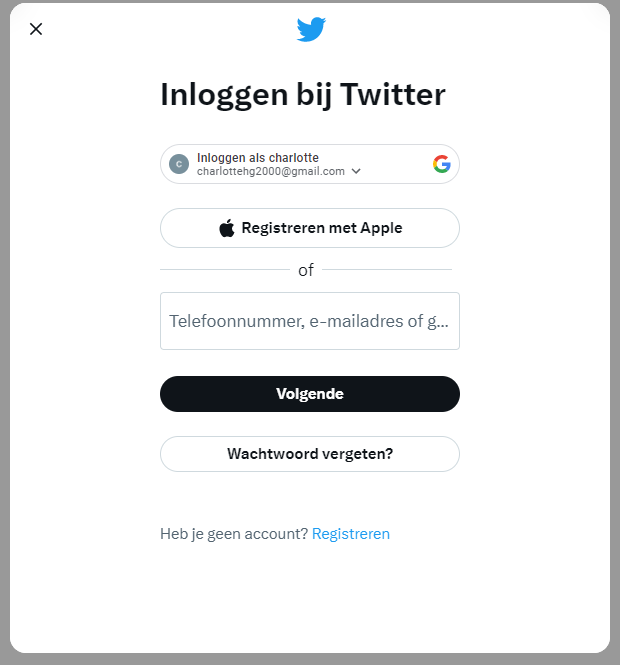 Inloggen bij Twitter
C
Inloggen als charlotte
charlottehg2000@gmail.com
Registreren met Apple
of
Telefoonnummer, e-mailadres of g...
Volgende
Wachtwoord vergeten?
Heb je geen account? Registreren